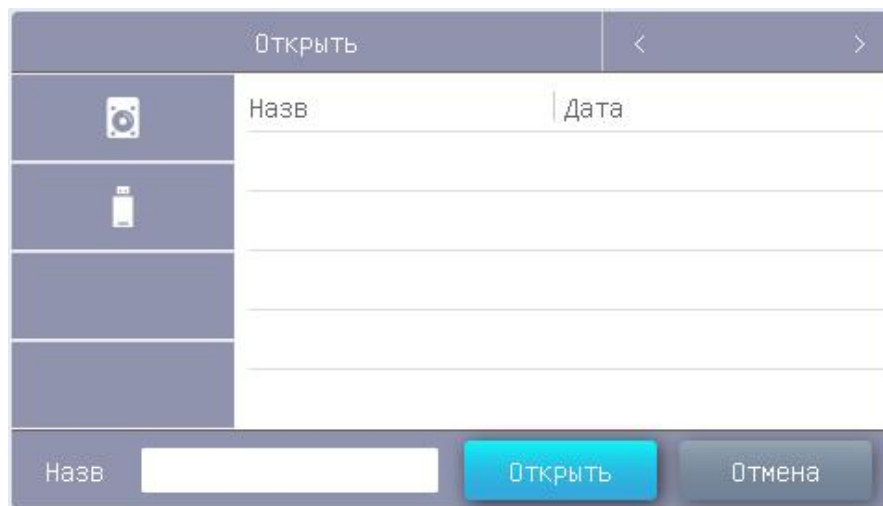 Открыть < >
Назв Дата
Назв Открыть Отмена